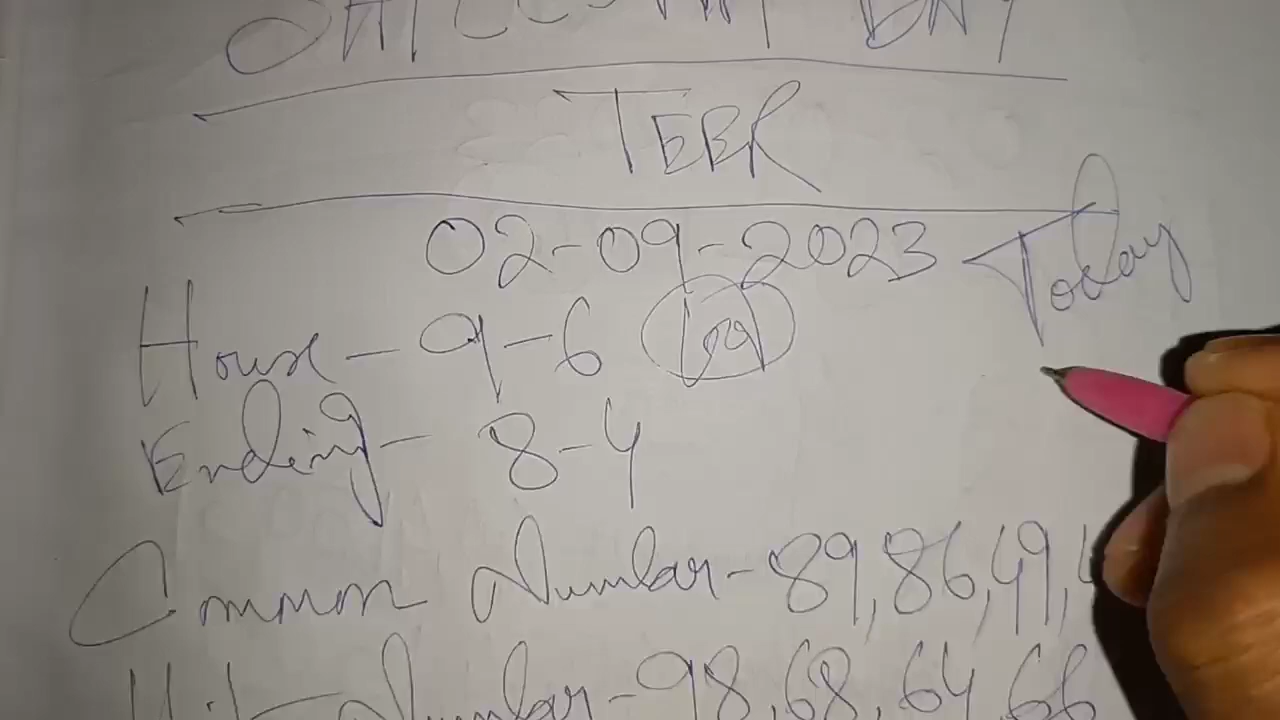 TEER
02-09-2023 Today
House - 9-6
Ending - 8-4
Common Number - 89, 86, 49,
Hit Number - 98, 68, 64, 66